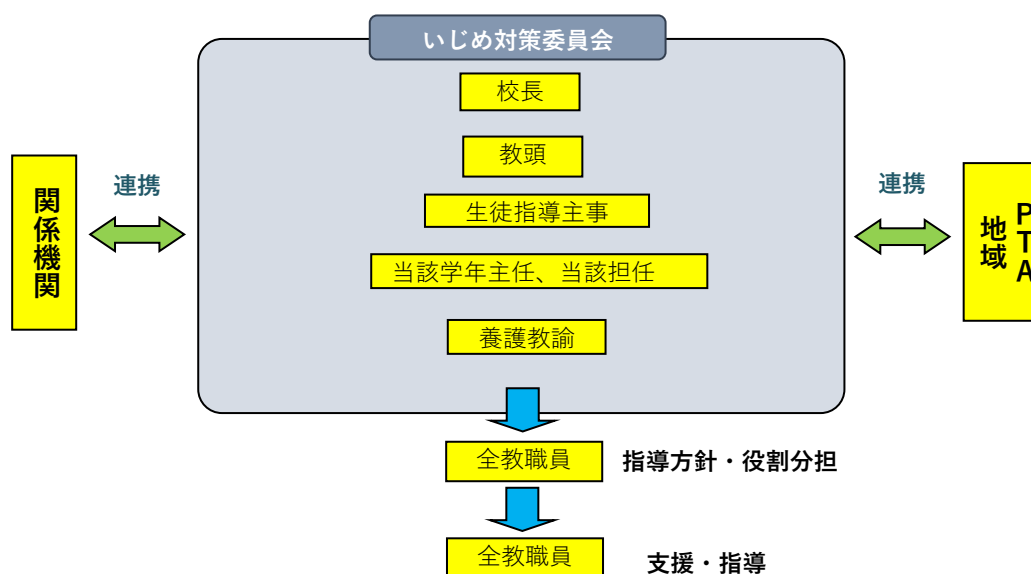 いじめ対策委員会
校長
教頭
生徒指導主事
当該学年主任、当該担任
養護教諭
関係機関
連携
連携
PTA
地域
全教職員
指導方針・役割分担
全教職員
支援・指導